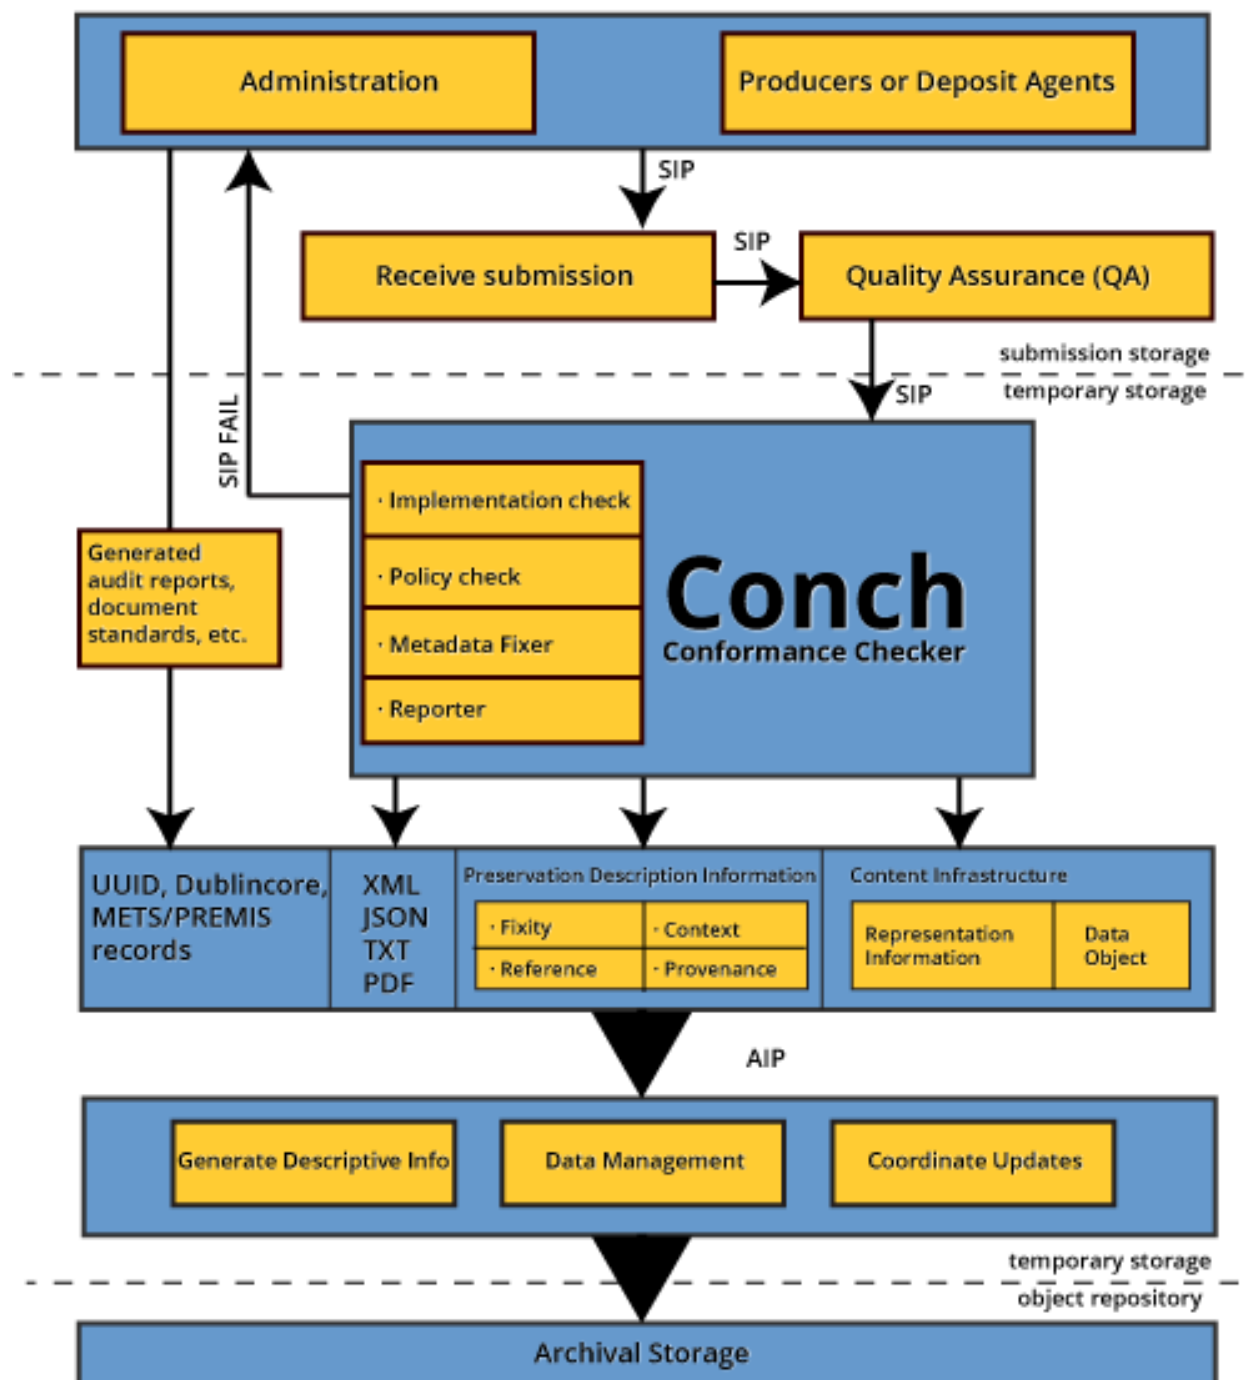 Administration
Producers or Deposit Agents
SIP
SIP
Receive submission
Quality Assurance (QA)
submission storage
temporary storage
SIP
SIP FAIL
· Implementation check
· Policy check
· Metadata Fixer
· Reporter
Conch
Conformance Checker
Generated
audit reports,
document
standards, etc.
UUID, Dublincore,
METS/PREMIS
records
XML
JSON
TXT
PDF
Preservation Description Information
· Fixity
· Context
· Reference
· Provenance
Content Infrastructure
Representation
Information
Data
Object
AIP
Generate Descriptive Info
Data Management
Coordinate Updates
temporary storage
object repository
Archival Storage